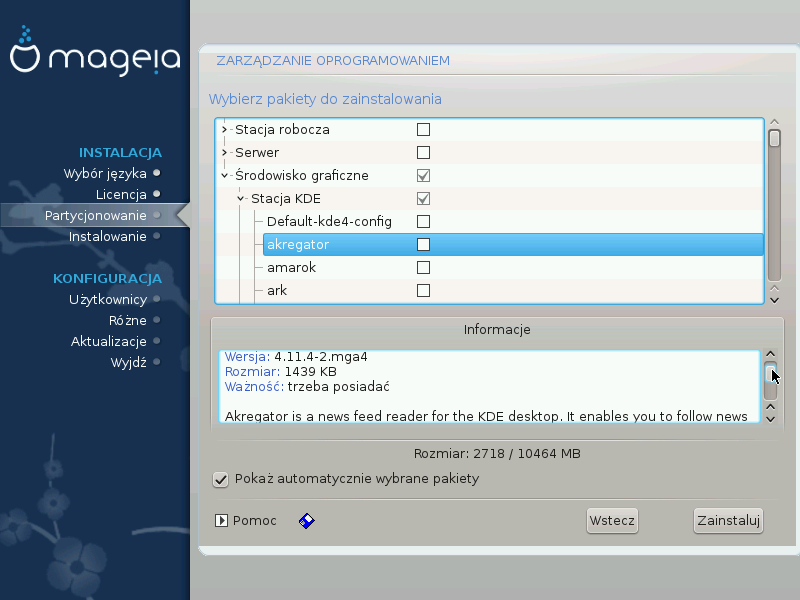 mageia
INSTALACJA
Wybór języka
Licencja
Partycjonowanie
Instalowanie
KONFIGURACJA
Użytkownicy
Różne
Aktualizacje
Wyjdź
ZARZĄDZANIE OPROGRAMOWANIEM
Wybierz pakiety do zainstalowania
Stacja robocza
Serwer
Środowisko graficzne
Stacja KDE
Default-kde4-config
akregator
amarok
ark
Informacje
Wersja: 4.11.4-2.mga4
Rozmiar: 1439 KB
Ważność: trzeba posiadać
Akregator is a news feed reader for the KDE desktop. It enables you to follow news
Rozmiar: 2718 / 10464 MB
Pokaż automatycznie wybrane pakiety
Pomoc
Wstecz
Zainstaluj